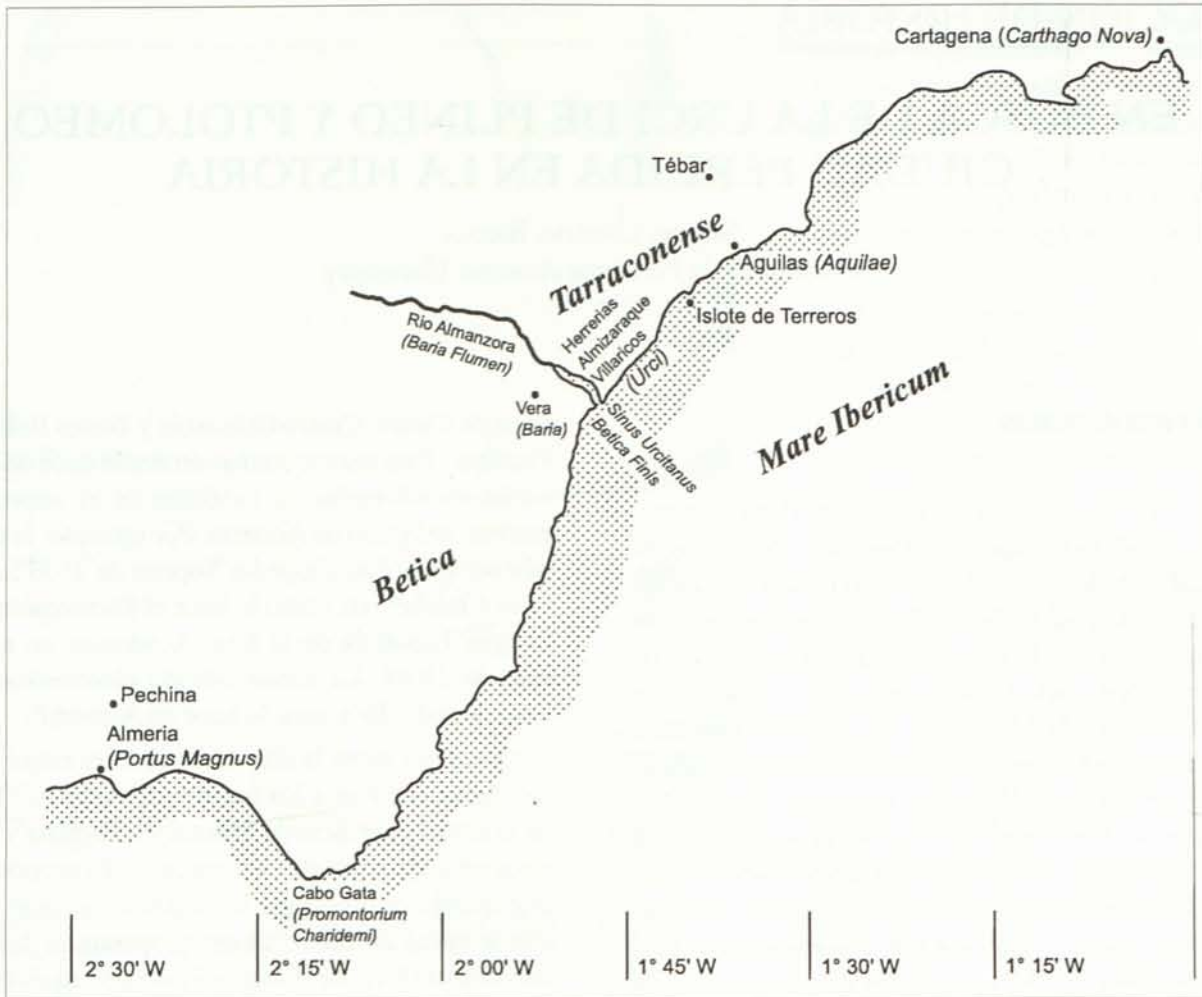 Cartagena (Carthago Nova)
Tébar
Tarraconense
Aguilas (Aquilae)
Islote de Terreros
Herrerias
Almizaraque
Villaricos
(Urci)
Rio Almanzora
(Baria Flumen)
Vera
(Baria)
Sinus Urcitanus
Betica Finis
Mare Ibericum
Betica
Pechina
Almeria
(Portus Magnus)
Cabo Gata
(Promontorium
Charidemi)
2° 30' W
2° 15' W
2° 00' W
1° 45' W
1° 30' W
1° 15' W